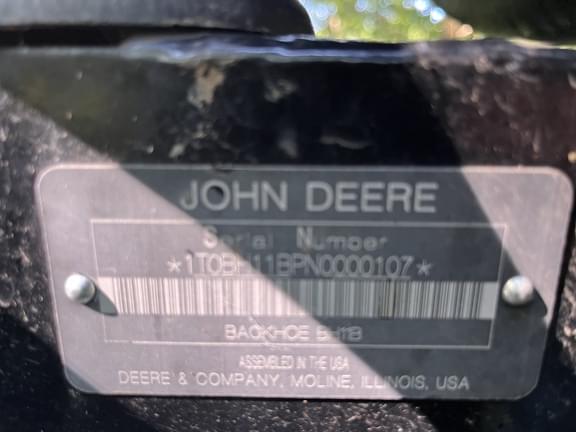 JOHN DEERE
Serial Number
*1T0BH11BPN0000107*
BACKHOE BH11B
ASSEMBLED IN THE USA
DEERE & COMPANY, MOLINE, ILLINOIS, USA